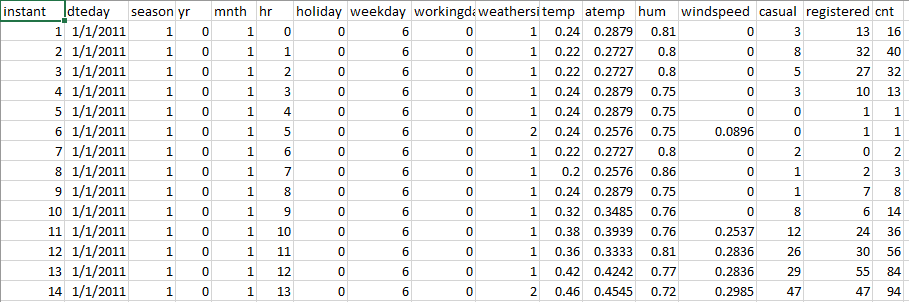 instant dteday season yr mnth hr holiday weekday workingda weathersi temp atemp hum windspeed casual registered cnt
1 1/1/2011 1 0 1 0 0 6 0 1 0.24 0.2879 0.81 0 3 13 16
2 1/1/2011 1 0 1 1 0 6 0 1 0.22 0.2727 0.8 0 8 32 40
3 1/1/2011 1 0 1 2 0 6 0 1 0.22 0.2727 0.8 0 5 27 32
4 1/1/2011 1 0 1 3 0 6 0 1 0.24 0.2879 0.75 0 3 10 13
5 1/1/2011 1 0 1 4 0 6 0 1 0.24 0.2879 0.75 0 0 1 1
6 1/1/2011 1 0 1 5 0 6 0 2 0.24 0.2576 0.75 0.0896 0 1 1
7 1/1/2011 1 0 1 6 0 6 0 1 0.22 0.2727 0.8 0 2 0 2
8 1/1/2011 1 0 1 7 0 6 0 1 0.2 0.2576 0.86 0 1 2 3
9 1/1/2011 1 0 1 8 0 6 0 1 0.24 0.2879 0.75 0 1 7 8
10 1/1/2011 1 0 1 9 0 6 0 1 0.32 0.3485 0.76 0 8 6 14
11 1/1/2011 1 0 1 10 0 6 0 1 0.38 0.3939 0.76 0.2537 12 24 36
12 1/1/2011 1 0 1 11 0 6 0 1 0.36 0.3333 0.81 0.2836 26 30 56
13 1/1/2011 1 0 1 12 0 6 0 1 0.42 0.4242 0.77 0.2836 29 55 84
14 1/1/2011 1 0 1 13 0 6 0 2 0.46 0.4545 0.72 0.2985 47 47 94